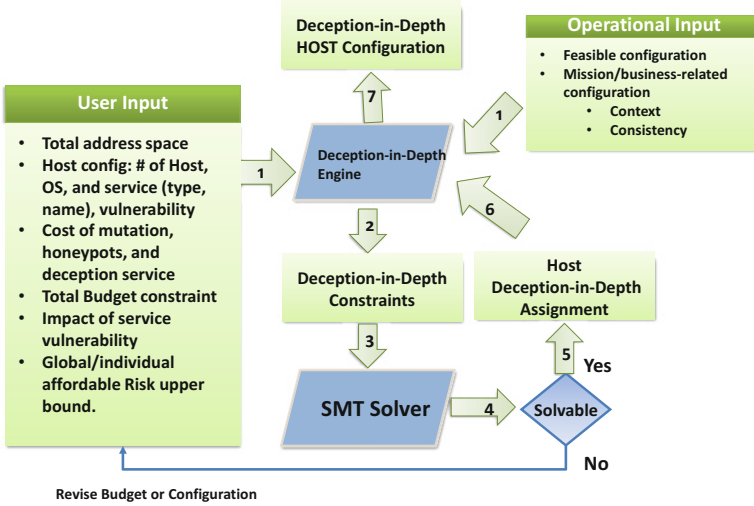 Deception-in-Depth
HOST Configuration
Operational Input
• Feasible configuration
• Mission/business-related
configuration
• Context
• Consistency
User Input
• Total address space
• Host config: # of Host,
OS, and service (type,
name), vulnerability
• Cost of mutation,
honeypots, and
deception service
• Total Budget constraint
• Impact of service
vulnerability
• Global/individual
affordable Risk upper
bound.
7
1
1
Deception-in-Depth
Engine
2
6
Deception-in-Depth
Constraints
Host
Deception-in-Depth
Assignment
3
5
Yes
SMT Solver
4
Solvable
No
Revise Budget or Configuration